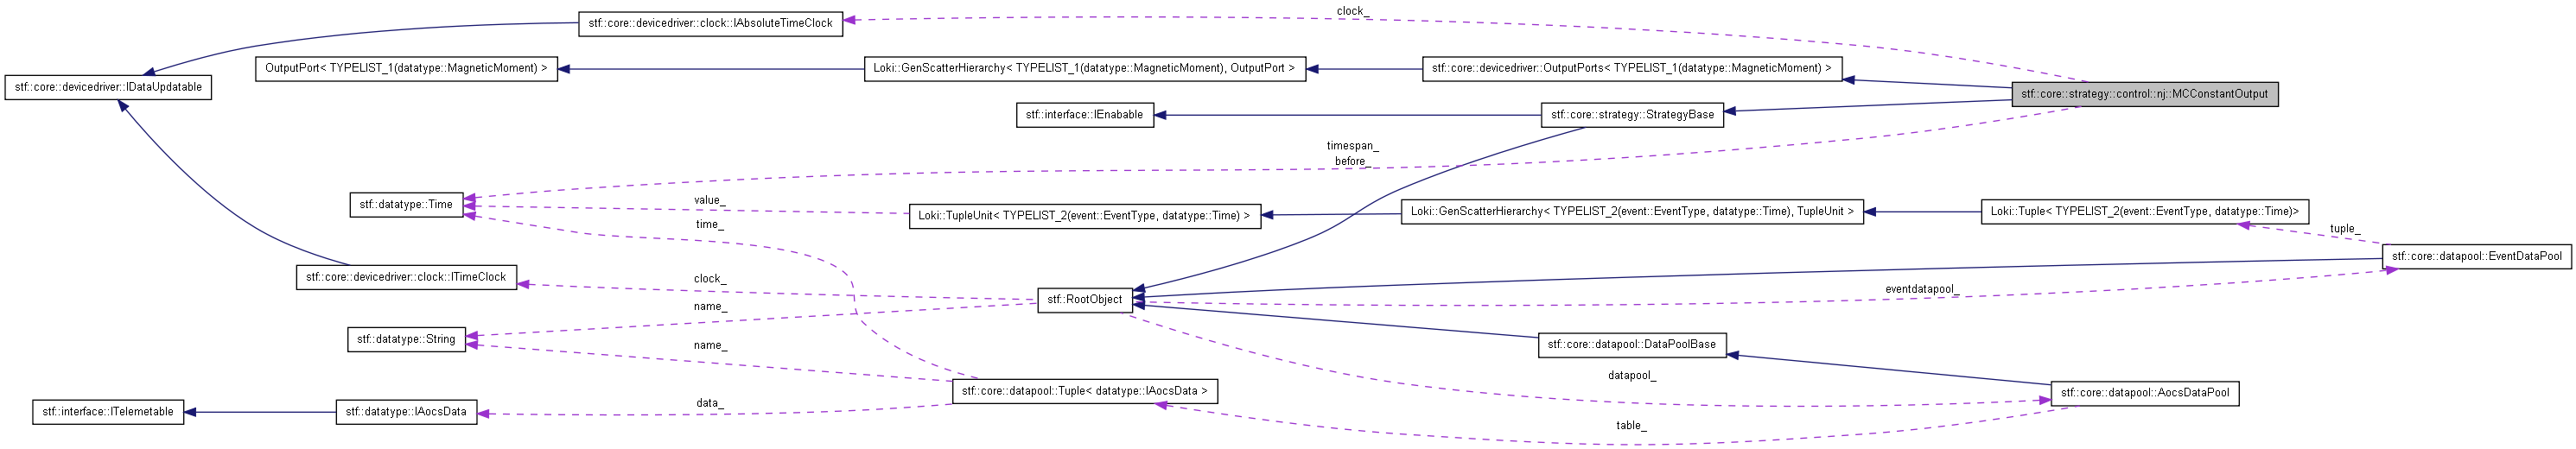 clock_
stf::core::devicedriver::clock::IAbsoluteTimeClock
OutputPort< TYPELIST_1(datatype::MagneticMoment) >
Loki::GenScatterHierarchy< TYPELIST_1(datatype::MagneticMoment), OutputPort >
stf::core::devicedriver::OutputPorts< TYPELIST_1(datatype::MagneticMoment) >
stf::core::devicedriver::IDataUpdatable
stf::core::strategy::control::nj::MCConstantOutput
stf::interface::IEnabable
stf::core::strategy::StrategyBase
timespan_
before_
stf::datatype::Time
value_
Loki::TupleUnit< TYPELIST_2(event::EventType, datatype::Time) >
Loki::GenScatterHierarchy< TYPELIST_2(event::EventType, datatype::Time), TupleUnit >
Loki::Tuple< TYPELIST_2(event::EventType, datatype::Time)>
time_
tuple_
stf::core::datapool::EventDataPool
stf::core::devicedriver::clock::ITimeClock
clock_
eventdatapool_
stf::RootObject
name_
stf::datatype::String
name_
stf::core::datapool::DataPoolBase
datapool_
stf::core::datapool::Tuple< datatype::IAocsData >
stf::core::datapool::AocsDataPool
data_
stf::interface::ITelemetable
stf::datatype::IAocsData
table_